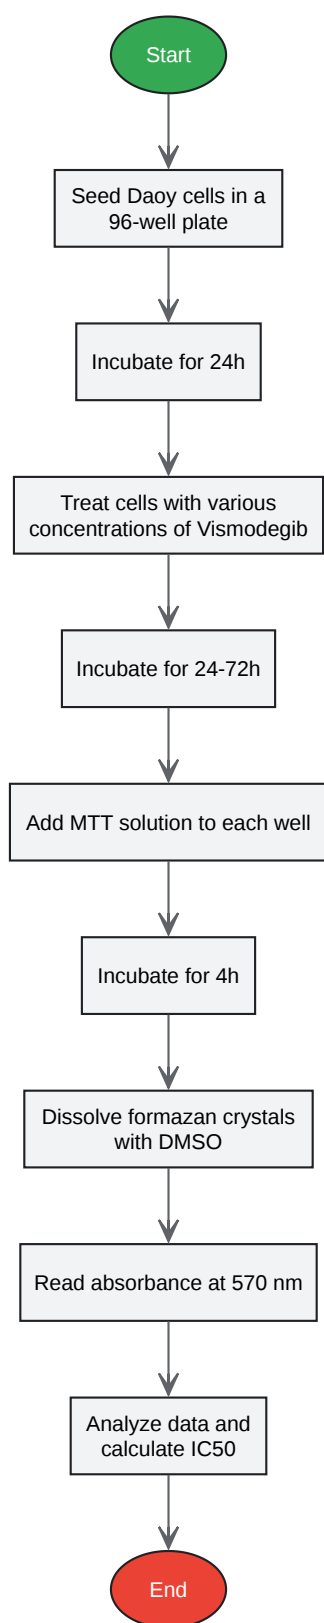 Start
Seed Daoy cells in a
96-well plate
Incubate for 24h
Treat cells with various
concentrations of Vismodegib
Incubate for 24-72h
Add MTT solution to each well
Incubate for 4h
Dissolve formazan crystals
with DMSO
Read absorbance at 570 nm
Analyze data and
calculate IC50
End